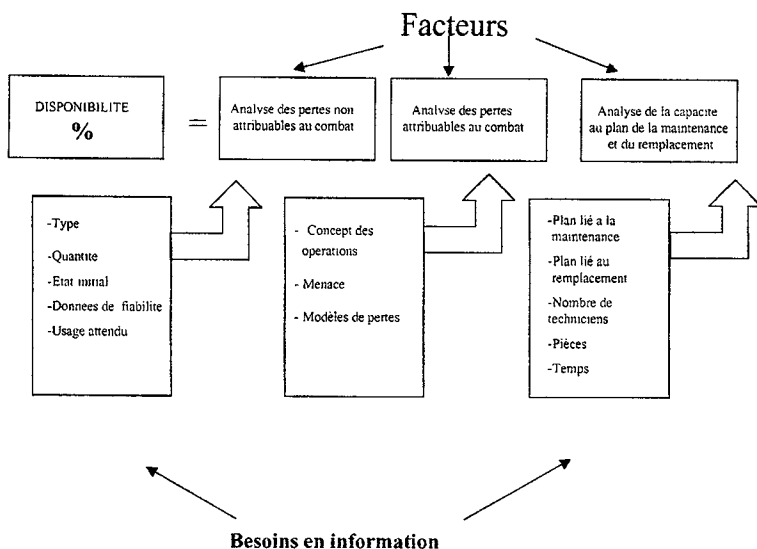 Facteurs
DISPONIBILITE
%
=
Analyse des pertes non
attribuables au combat
Analyse des pertes
attribuables au combat
Analyse de la capacite
au plan de la maintenance
et du remplacement
-Type
-Quantite
-Etat initial
-Donnees de fiabilite
-Usage attendu
- Concept des
operations
- Menace
- Modèles de pertes
-Plan lié a la
maintenance
-Plan lié au
remplacement
-Nombre de
techniciens
-Pièces
-Temps
Besoins en information